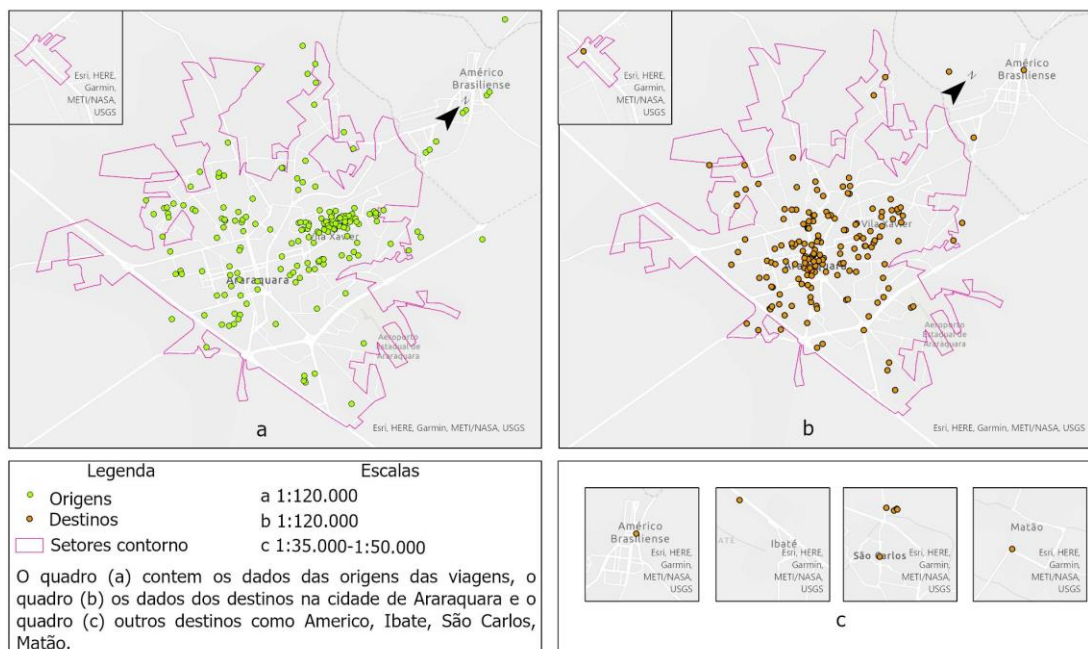 Esri, HERE,
Garmin,
METI/NASA,
USGS
Américo
Brasiliense
N
Vila Xavier
Araraquara
Aeroporto
Estadual de
Araraquara
Esri, HERE, Garmin, METI/NASA, USGS
a
Esri, HERE,
Garmin,
METI/NASA,
USGS
Américo
Brasiliense
N
Vila Xavier
Araraquara
Aeroporto
Estadual de
Araraquara
Esri, HERE, Garmin, METI/NASA, USGS
b
Legenda
Escalas
Origens
a 1:120.000
Destinos
b 1:120.000
Setores contorno
c 1:35.000-1:50.000
O quadro (a) contem os dados das origens das viagens, o
quadro (b) os dados dos destinos na cidade de Araraquara e o
quadro (c) outros destinos como Americo, Ibate, São Carlos,
Matão.
Américo
Brasiliense
Esri, HERE,
Garmin,
METI/NASA,
USGS
ATÉ
Ibaté
Esri, HERE,
Garmin,
METI/NASA,
USGS
São Carlos
Esri, HERE,
Garmin,
METI/NASA,
USGS
Matão
Esri, HERE,
Garmin,
METI/NASA,
USGS
c